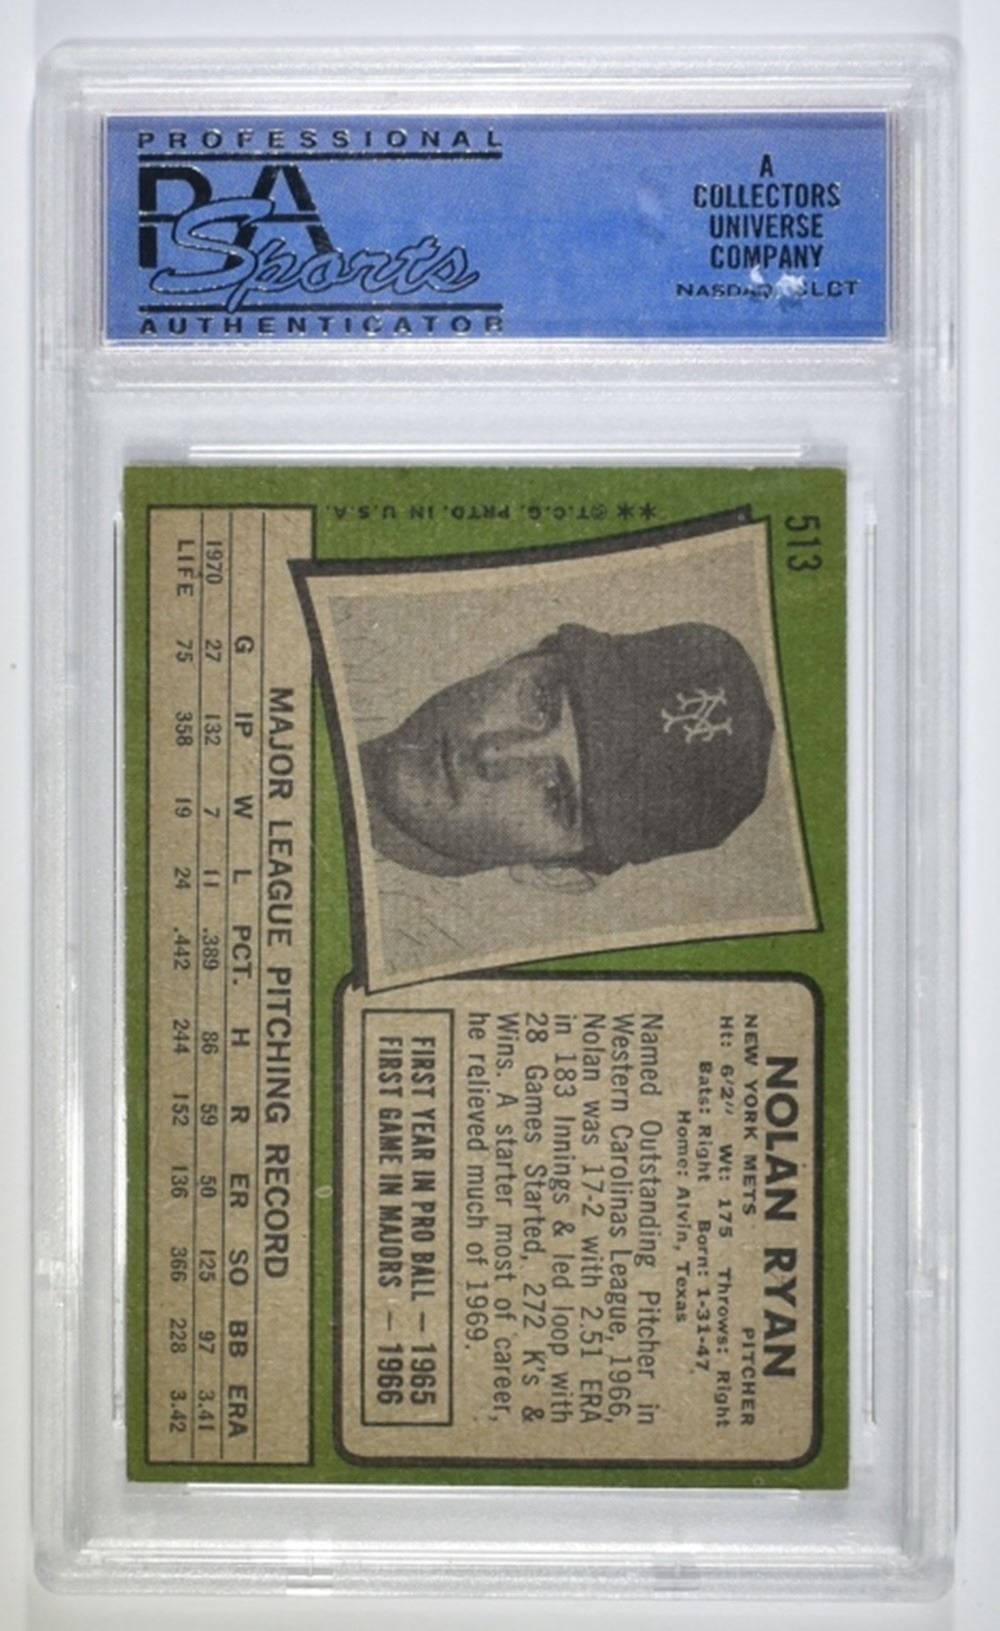 PROFESSIONAL
PSA
Sports
AUTHENTICATOR
A
COLLECTORS
UNIVERSE
COMPANY
NASDAQ: CLCT
513
** ©T.C.G. PRTD. IN U.S.A.
NY
NOLAN RYAN
NEW YORK METS PITCHER
Ht: 6'2" Wt: 175 Throws: Right
Bats: Right Born: 1-31-47
Home: Alvin, Texas
Named Outstanding Pitcher in
Western Carolinas League, 1966,
Nolan was 17-2 with 2.51 ERA
in 183 Innings & led loop with
28 Games Started, 272 K's &
Wins. A starter most of career,
he relieved much of 1969.
FIRST YEAR IN PRO BALL — 1965
FIRST GAME IN MAJORS — 1966
MAJOR LEAGUE PITCHING RECORD
G IP W L PCT. H R ER SO BB ERA
1970 27 132 7 11 .389 86 59 50 125 97 3.41
LIFE 75 358 19 24 .442 244 152 136 366 228 3.42